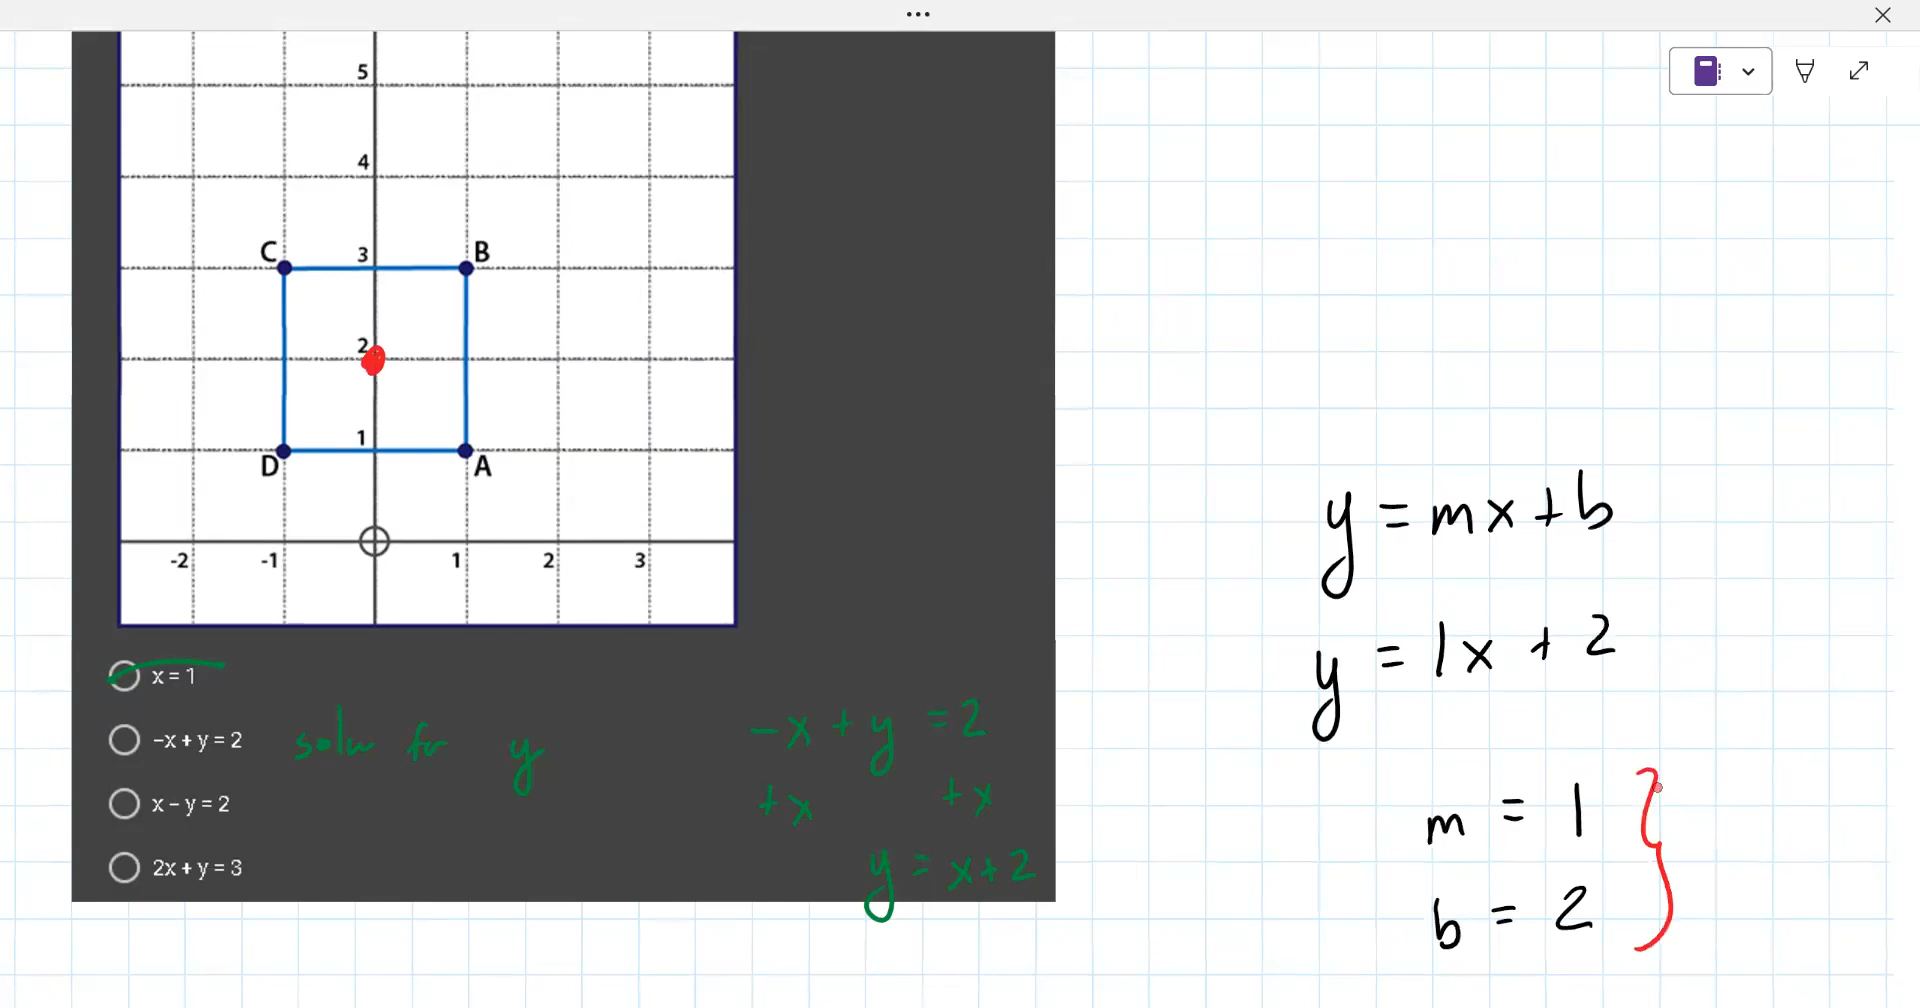 5
4
C 3 B
2
1
D A
-2 -1 1 2 3
x = 1
−x + y = 2
x − y = 2
2x + y = 3
solve for y
-x + y = 2
+x +x
y = x + 2
y = mx + b
y = 1x + 2
m = 1
b = 2